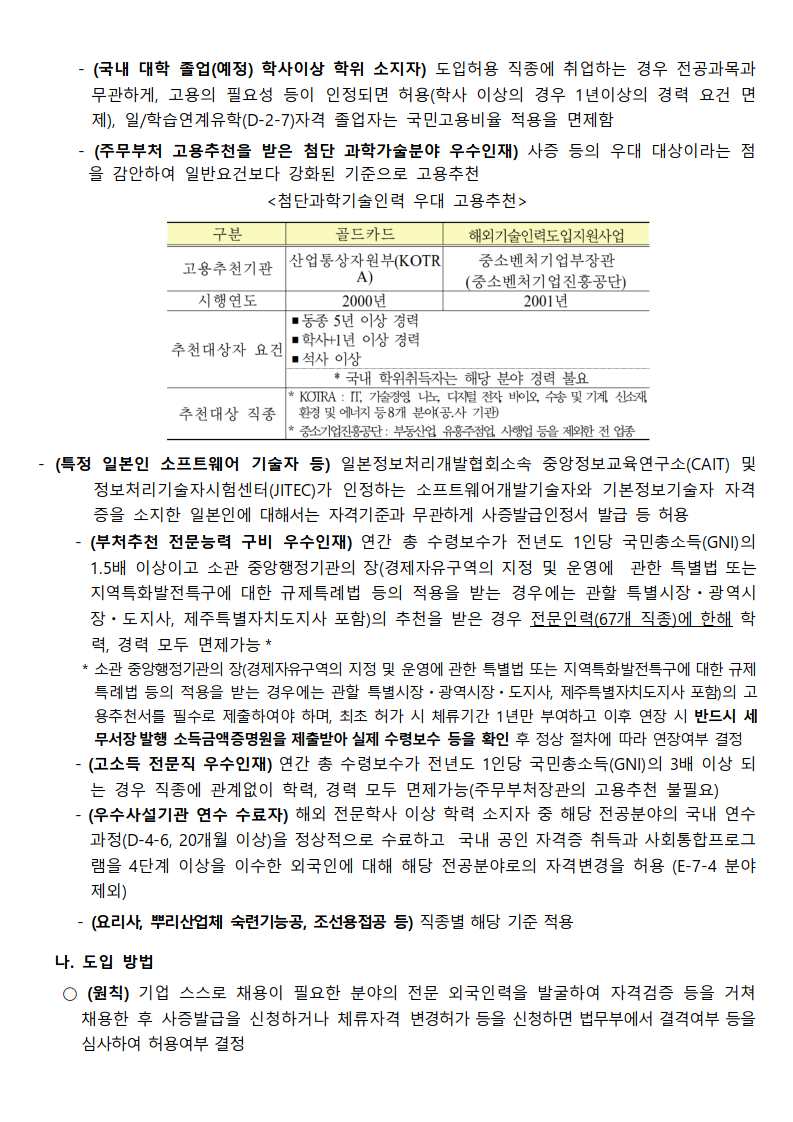 - (국내 대학 졸업(예정) 학사이상 학위 소지자) 도입허용 직종에 취업하는 경우 전공과목과
무관하게, 고용의 필요성 등이 인정되면 허용(학사 이상의 경우 1년이상의 경력 요건 면
제), 일/학습연계유학(D-2-7)자격 졸업자는 국민고용비율 적용을 면제함
- (주무부처 고용추천을 받은 첨단 과학가술분야 우수인재) 사증 등의 우대 대상이라는 점
을 감안하여 일반요건보다 강화된 기준으로 고용추천
<첨단과학기술인력 우대 고용추천>
구분 골드카드 해외기술인력도입지원사업
고용추천기관 산업통상자원부(KOTR
A) 중소벤처기업부장관
(중소벤처기업진흥공단)
시행연도 2000년 2001년
추천대상자 요건 ■동종 5년 이상 경력
■학사+1년 이상 경력
■석사 이상
* 국내 학위취득자는 해당 분야 경력 불요
추천대상 직종 * KOTRA : IT, 기술경영, 나노, 디지털 전자, 바이오, 수송 및 기계, 신소재,
환경 및 에너지 등 8개 분야(공.사 기관)
* 중소기업진흥공단 : 부동산업, 유흥주점업, 사행업 등을 제외한 전 업종
- (특정 일본인 소프트웨어 기술자 등) 일본정보처리개발협회소속 중앙정보교육연구소(CAIT) 및
정보처리기술자시험센터(JITEC)가 인정하는 소프트웨어개발기술자와 기본정보기술자 자격
증을 소지한 일본인에 대해서는 자격기준과 무관하게 사증발급인정서 발급 등 허용
- (부처추천 전문능력 구비 우수인재) 연간 총 수령보수가 전년도 1인당 국민총소득(GNI)의
1.5배 이상이고 소관 중앙행정기관의 장(경제자유구역의 지정 및 운영에 관한 특별법 또는
지역특화발전특구에 대한 규제특례법 등의 적용을 받는 경우에는 관할 특별시장・광역시
장・도지사, 제주특별자치도지사 포함)의 추천을 받은 경우 전문인력(67개 직종)에 한해 학
력, 경력 모두 면제가능 *
* 소관 중앙행정기관의 장(경제자유구역의 지정 및 운영에 관한 특별법 또는 지역특화발전특구에 대한 규제
특례법 등의 적용을 받는 경우에는 관할 특별시장・광역시장・도지사, 제주특별자치도지사 포함)의 고
용추천서를 필수로 제출하여야 하며, 최초 허가 시 체류기간 1년만 부여하고 이후 연장 시 반드시 세
무서장 발행 소득금액증명원을 제출받아 실제 수령보수 등을 확인 후 정상 절차에 따라 연장여부 결정
- (고소득 전문직 우수인재) 연간 총 수령보수가 전년도 1인당 국민총소득(GNI)의 3배 이상 되
는 경우 직종에 관계없이 학력, 경력 모두 면제가능(주무부처장관의 고용추천 불필요)
- (우수사설기관 연수 수료자) 해외 전문학사 이상 학력 소지자 중 해당 전공분야의 국내 연수
과정(D-4-6, 20개월 이상)을 정상적으로 수료하고 국내 공인 자격증 취득과 사회통합프로그
램을 4단계 이상을 이수한 외국인에 대해 해당 전공분야로의 자격변경을 허용 (E-7-4 분야
제외)
- (요리사, 뿌리산업체 숙련기능공, 조선용접공 등) 직종별 해당 기준 적용
나. 도입 방법
○ (원칙) 기업 스스로 채용이 필요한 분야의 전문 외국인력을 발굴하여 자격검증 등을 거쳐
채용한 후 사증발급을 신청하거나 체류자격 변경허가 등을 신청하면 법무부에서 결격여부 등을
심사하여 허용여부 결정